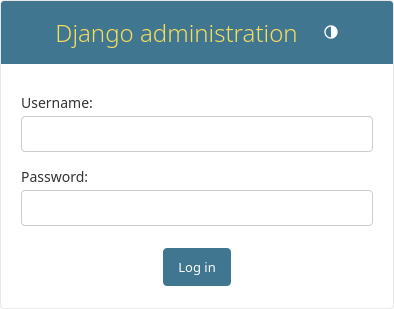 Django administration
Username:
Password:
Log in